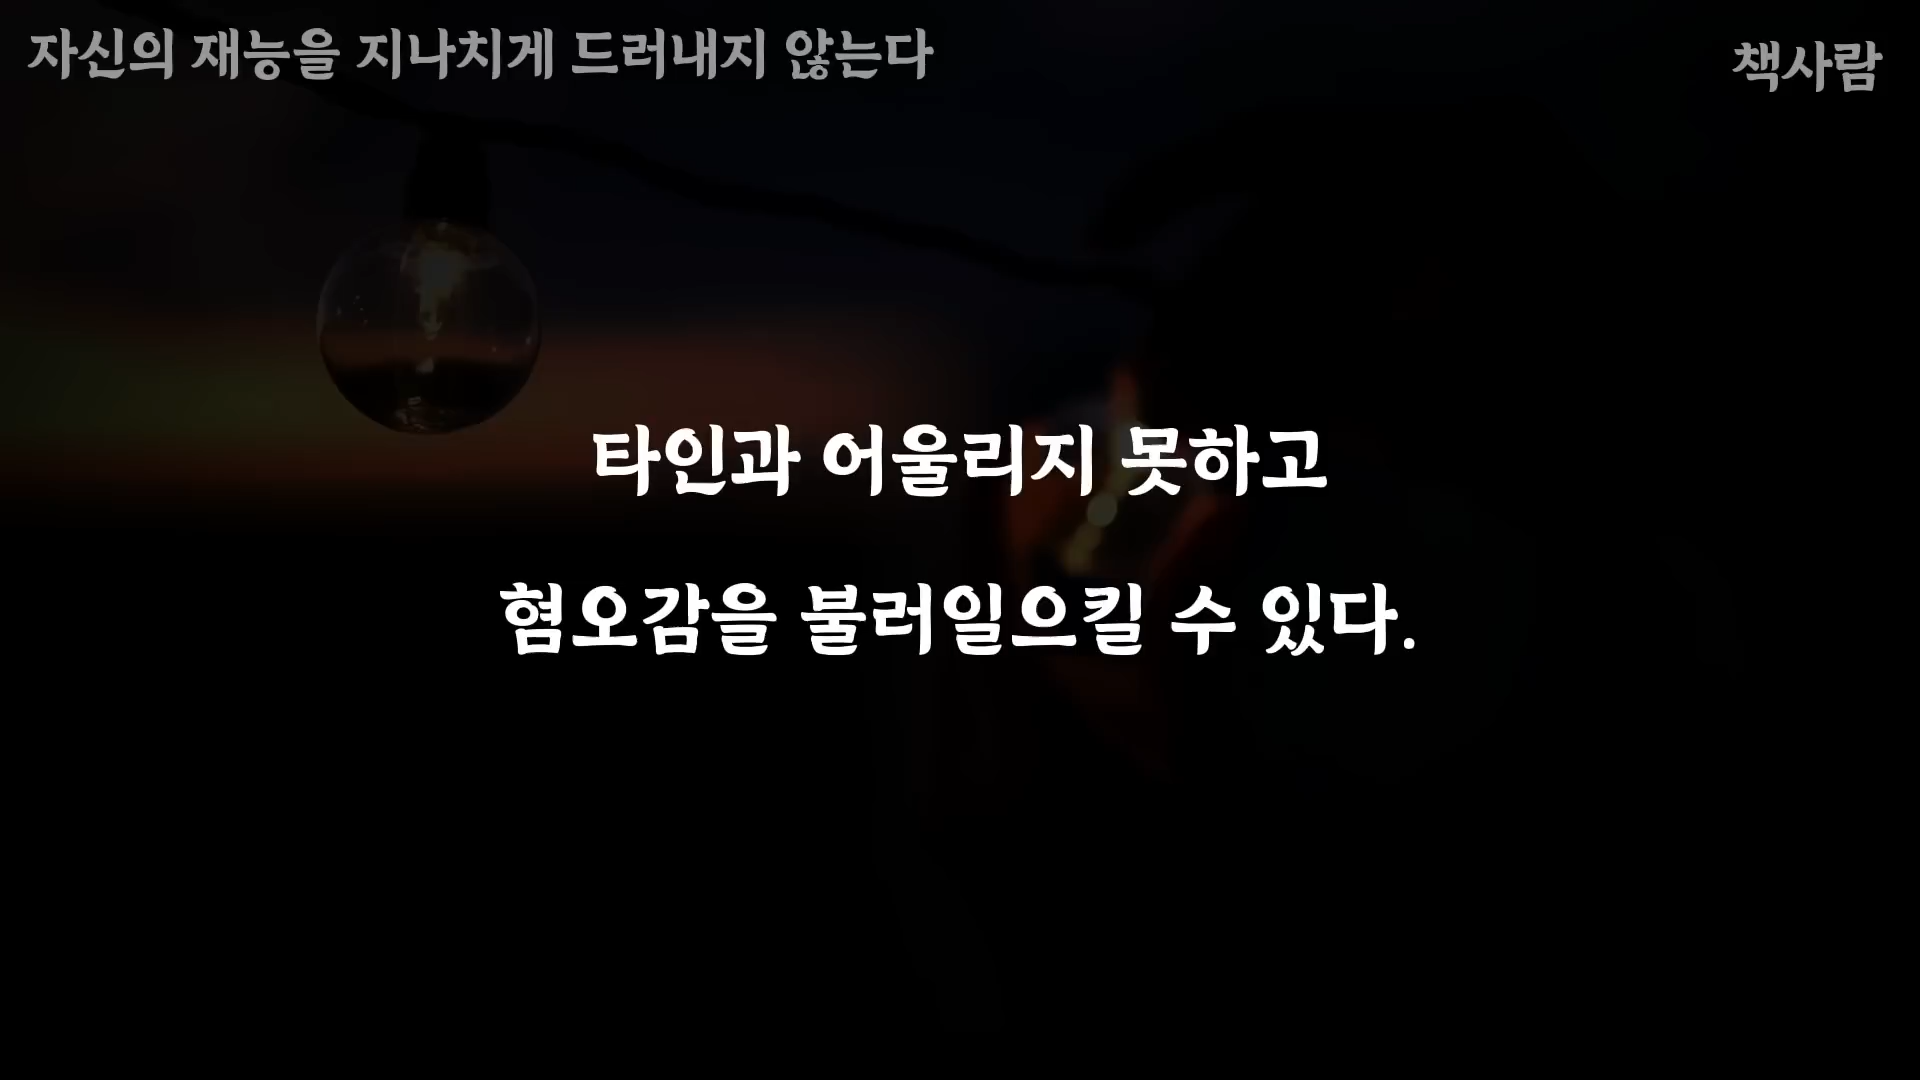 자신의 재능을 지나치게 드러내지 않는다
책사람
타인과 어울리지 못하고
혐오감을 불러일으킬 수 있다.